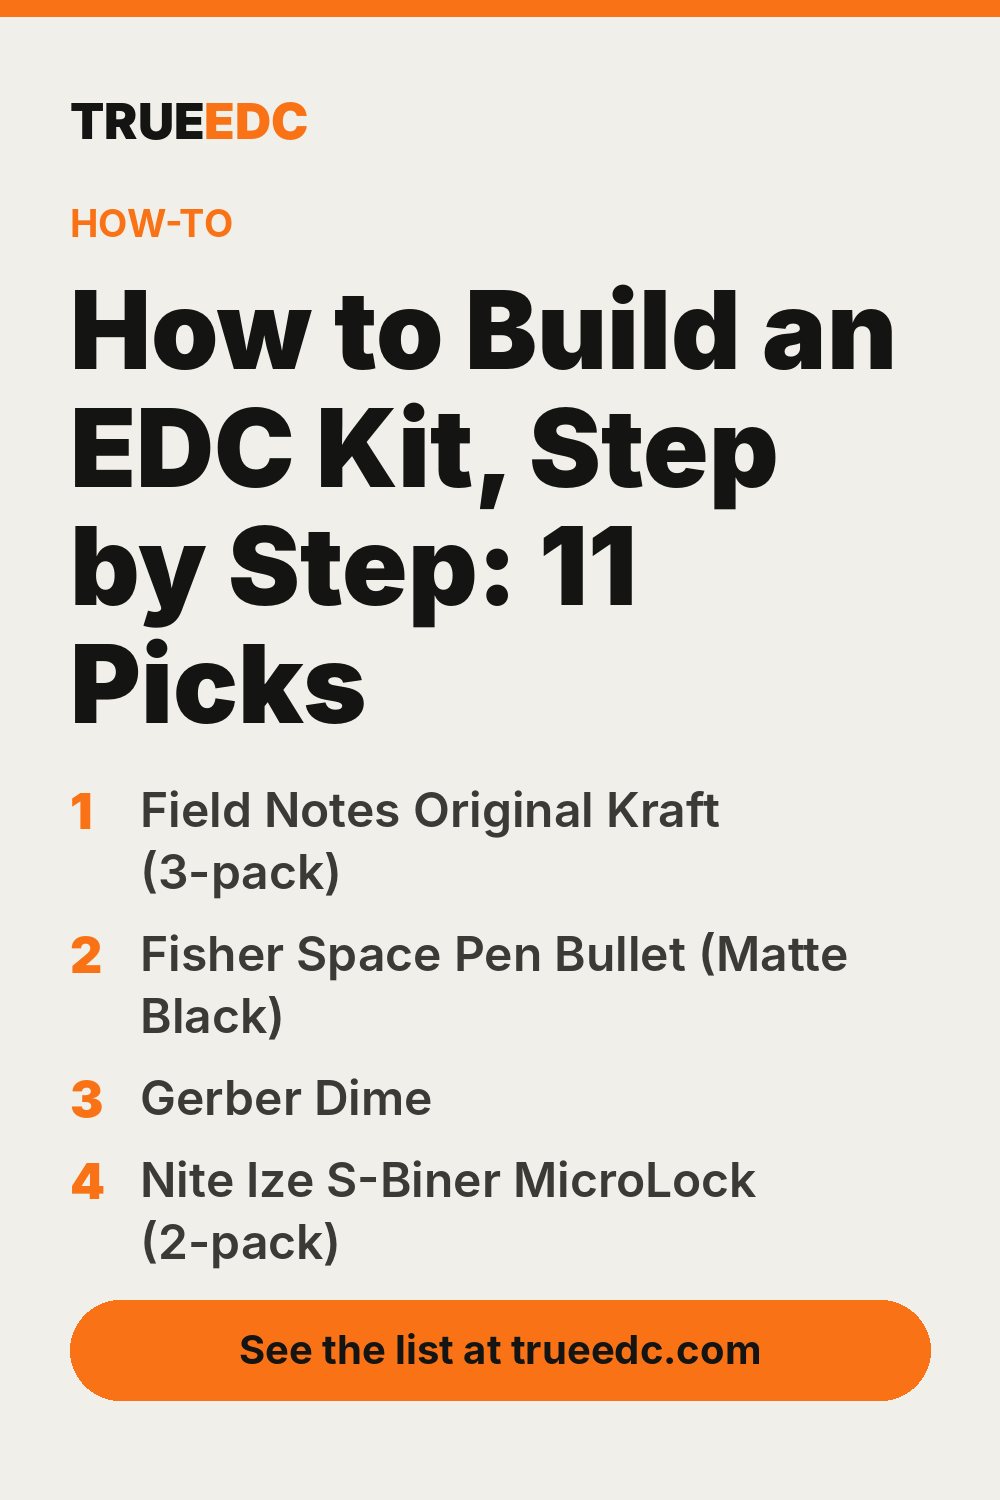 TRUEEDC
HOW-TO
How to Build an
EDC Kit, Step
by Step: 11
Picks
1 Field Notes Original Kraft
(3-pack)
2 Fisher Space Pen Bullet (Matte
Black)
3 Gerber Dime
4 Nite Ize S-Biner MicroLock
(2-pack)
See the list at trueedc.com